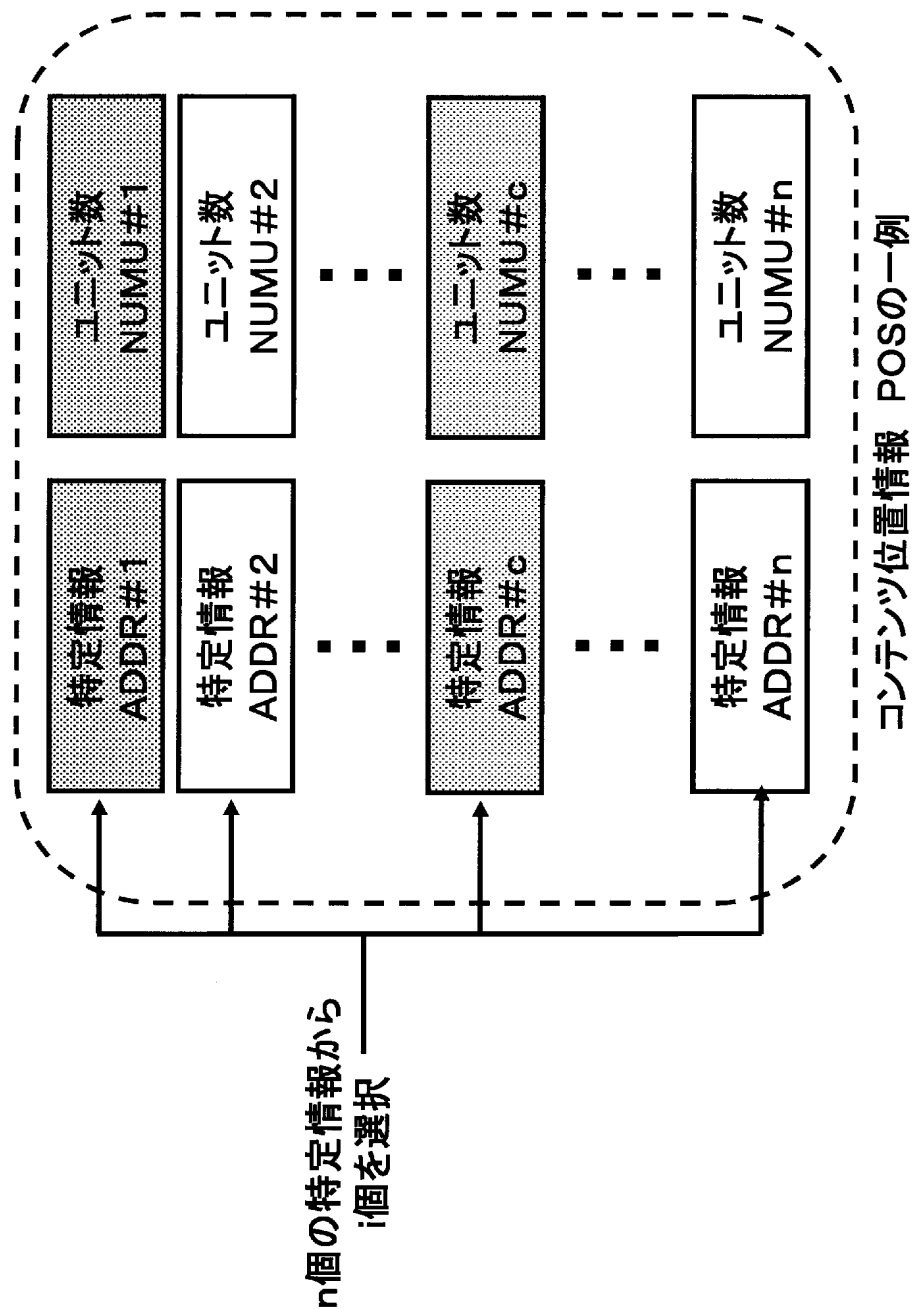 n個の特定情報から
i個を選択
特定情報
ADDR#1
ユニット数
NUMU#1
特定情報
ADDR#2
ユニット数
NUMU#2
特定情報
ADDR#c
ユニット数
NUMU#c
特定情報
ADDR#n
ユニット数
NUMU#n
コンテンツ位置情報 POSの一例